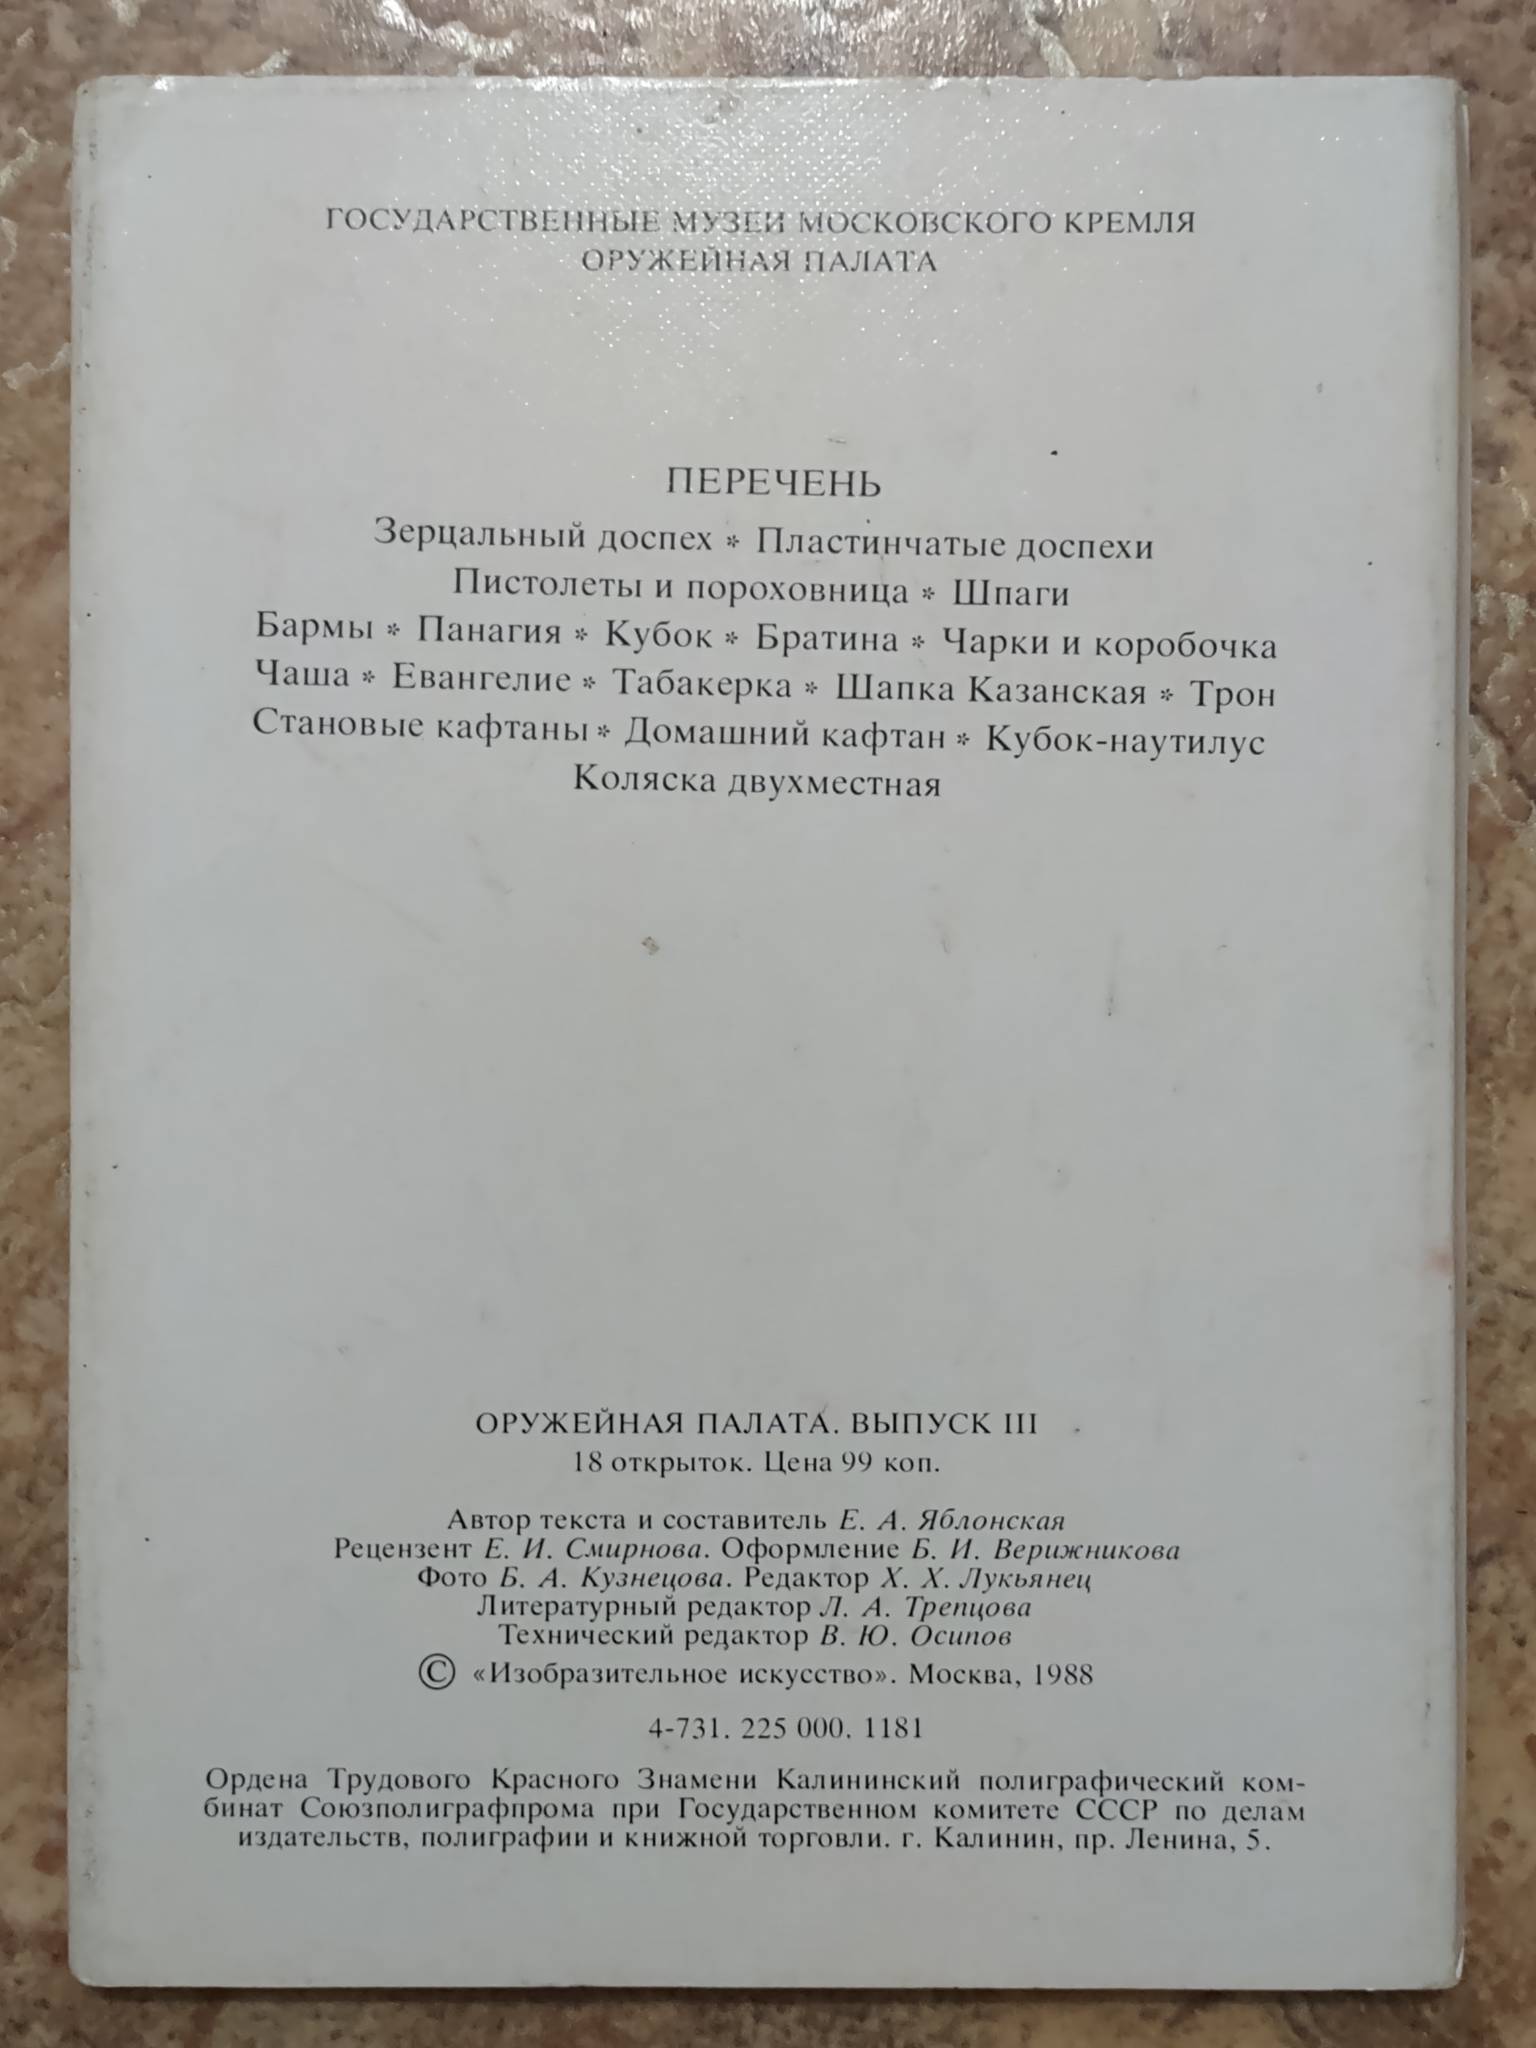 ГОСУДАРСТВЕННЫЕ МУЗЕИ МОСКОВСКОГО КРЕМЛЯ
ОРУЖЕЙНАЯ ПАЛАТА
ПЕРЕЧЕНЬ
Зерцальный доспех * Пластинчатые доспехи
Пистолеты и пороховница * Шпаги
Бармы * Панагия * Кубок * Братина * Чарки и коробочка
Чаша * Евангелие * Табакерка * Шапка Казанская * Трон
Становые кафтаны * Домашний кафтан * Кубок-наутилус
Коляска двухместная
ОРУЖЕЙНАЯ ПАЛАТА. ВЫПУСК III
18 открыток. Цена 99 коп.
Автор текста и составитель Е. А. Яблонская
Рецензент Е. И. Смирнова. Оформление Б. И. Верижникова
Фото Б. А. Кузнецова. Редактор Х. Х. Лукьянец
Литературный редактор Л. А. Трепцова
Технический редактор В. Ю. Осипов
© «Изобразительное искусство». Москва, 1988
4-731. 225 000. 1181
Ордена Трудового Красного Знамени Калининский полиграфический ком-
бинат Союзполиграфпрома при Государственном комитете СССР по делам
издательств, полиграфии и книжной торговли. г. Калинин, пр. Ленина, 5.